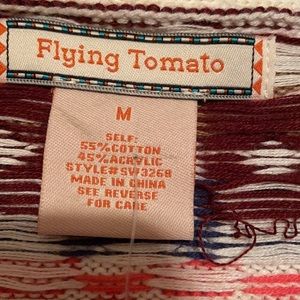 Flying Tomato
M
SELF:
55%COTTON
45%ACRYLIC
STYLE#SW3268
MADE IN CHINA
SEE REVERSE
FOR CARE